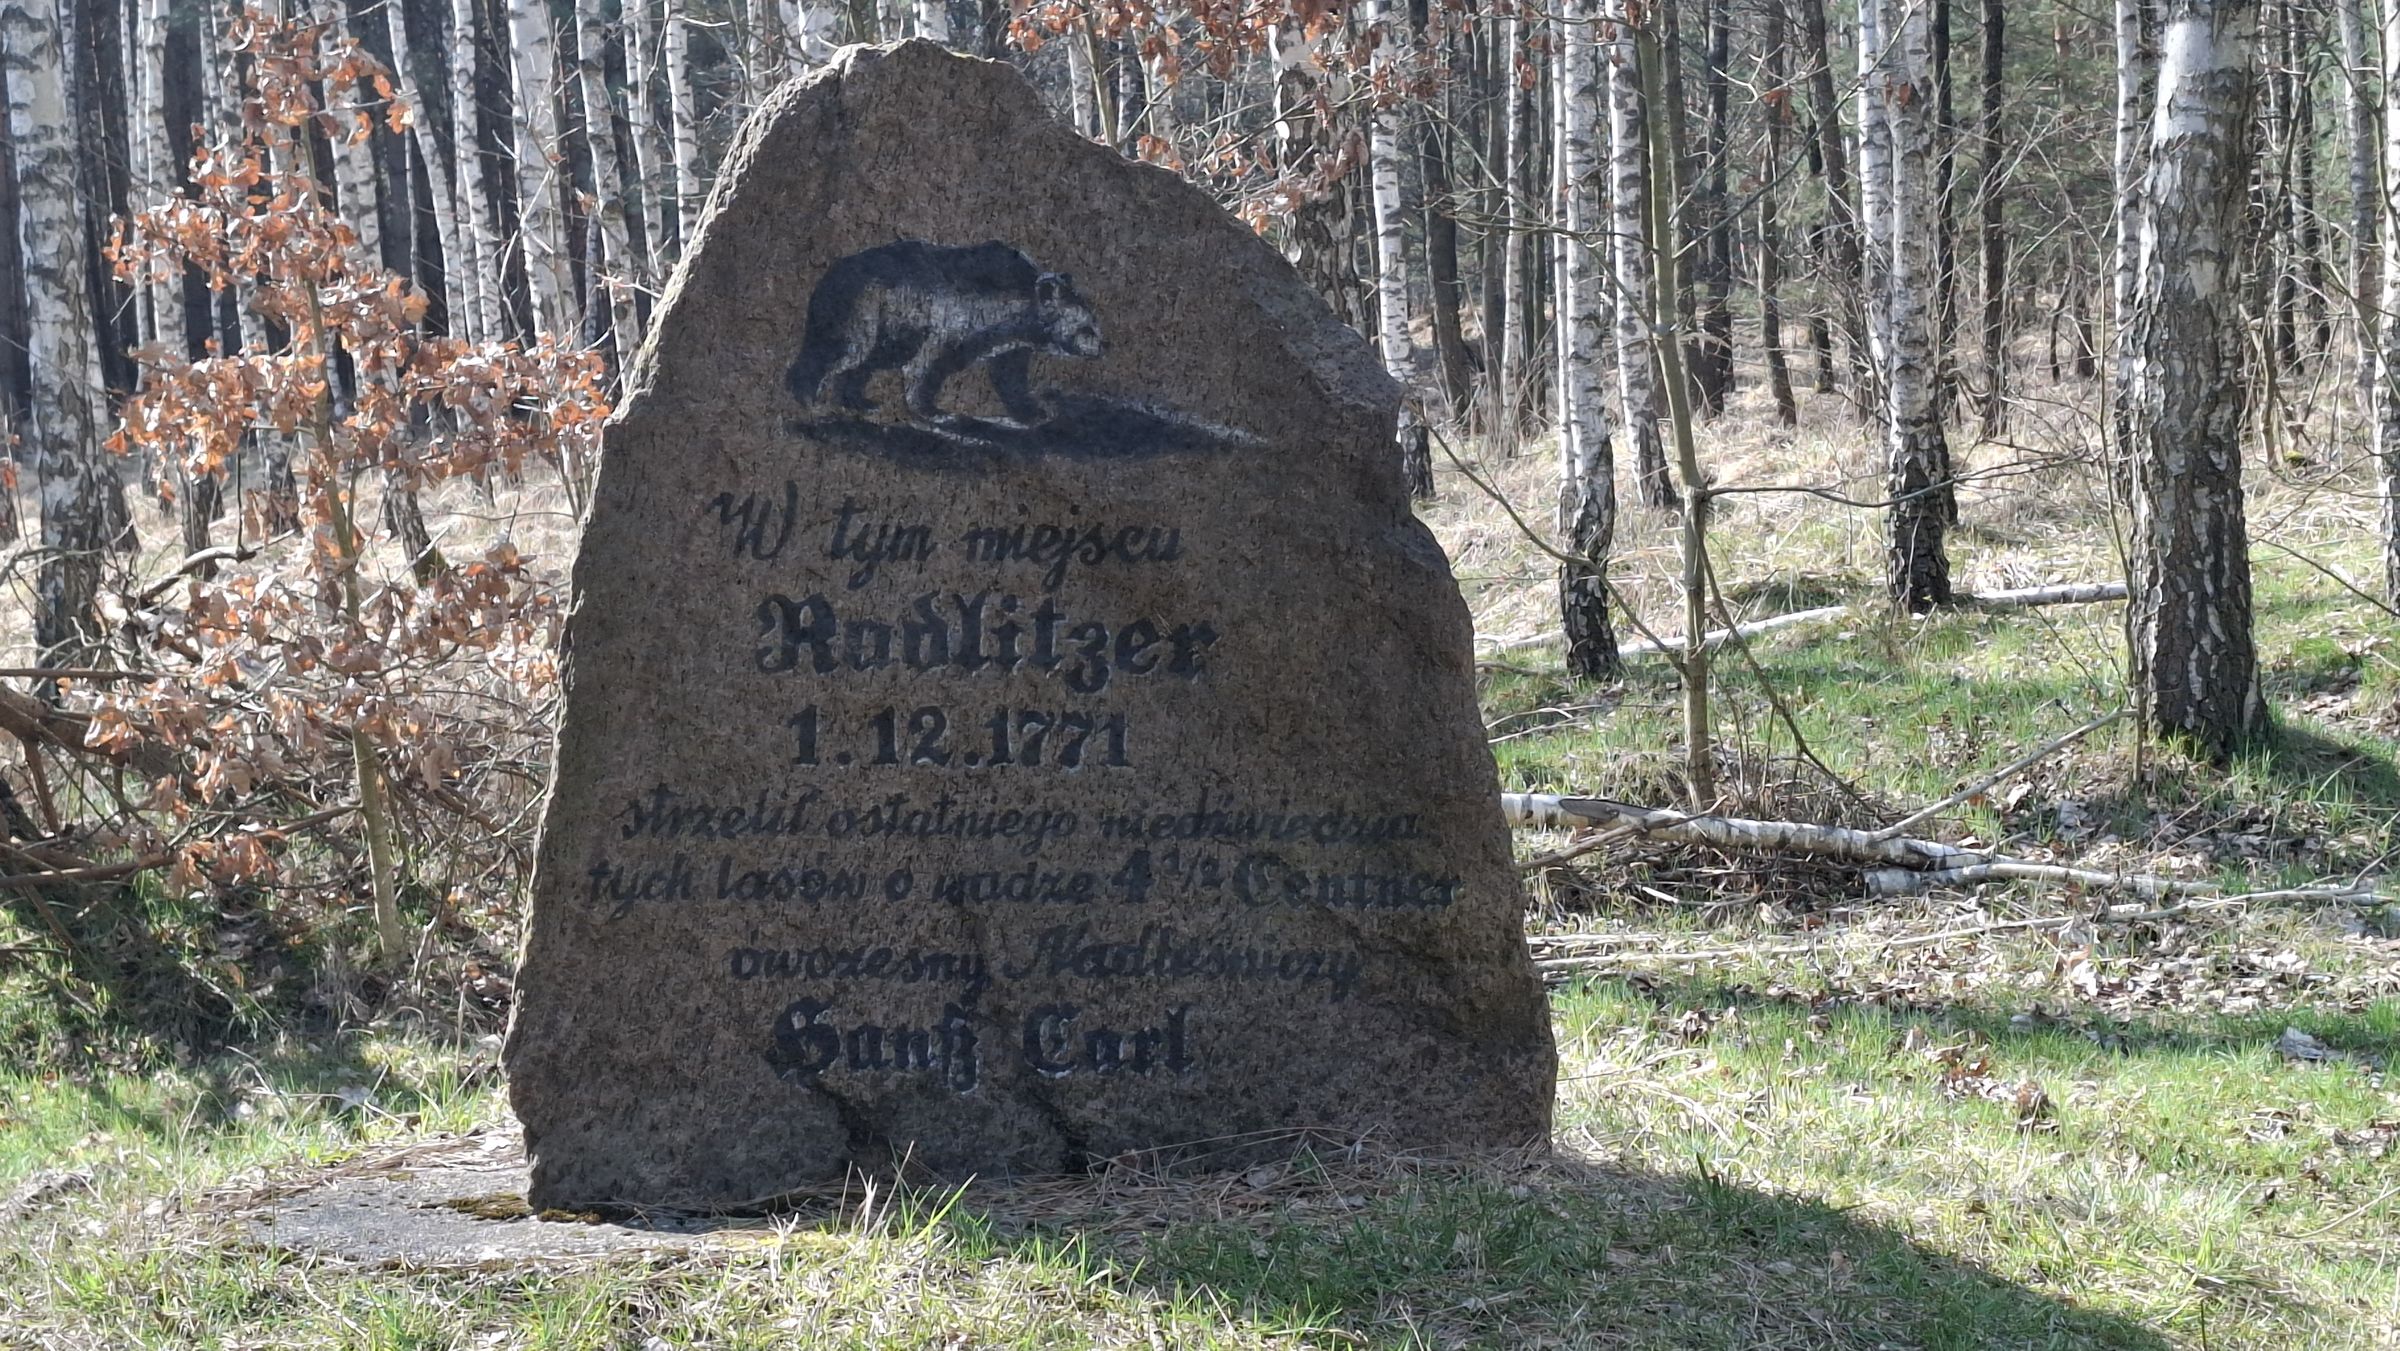 W tym miejscu
Radlitzer
1.12.1771
strzelił ostatniego niedźwiedzia
tych lasów o wadze 4 1/2 Centner
ówczesny Nadleśniczy
Hanß Carl